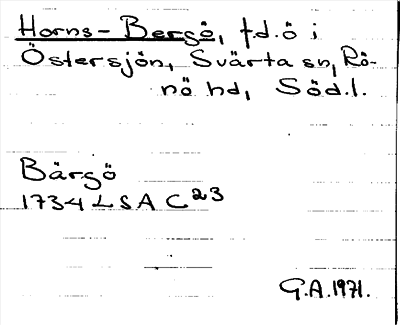 Horns-Bergö, f.d. ö i
Östersjön, Svärta sn, Rö-
nö hd, Söd.l.
Bärgö
1734 LSA C23
G.A. 1971.